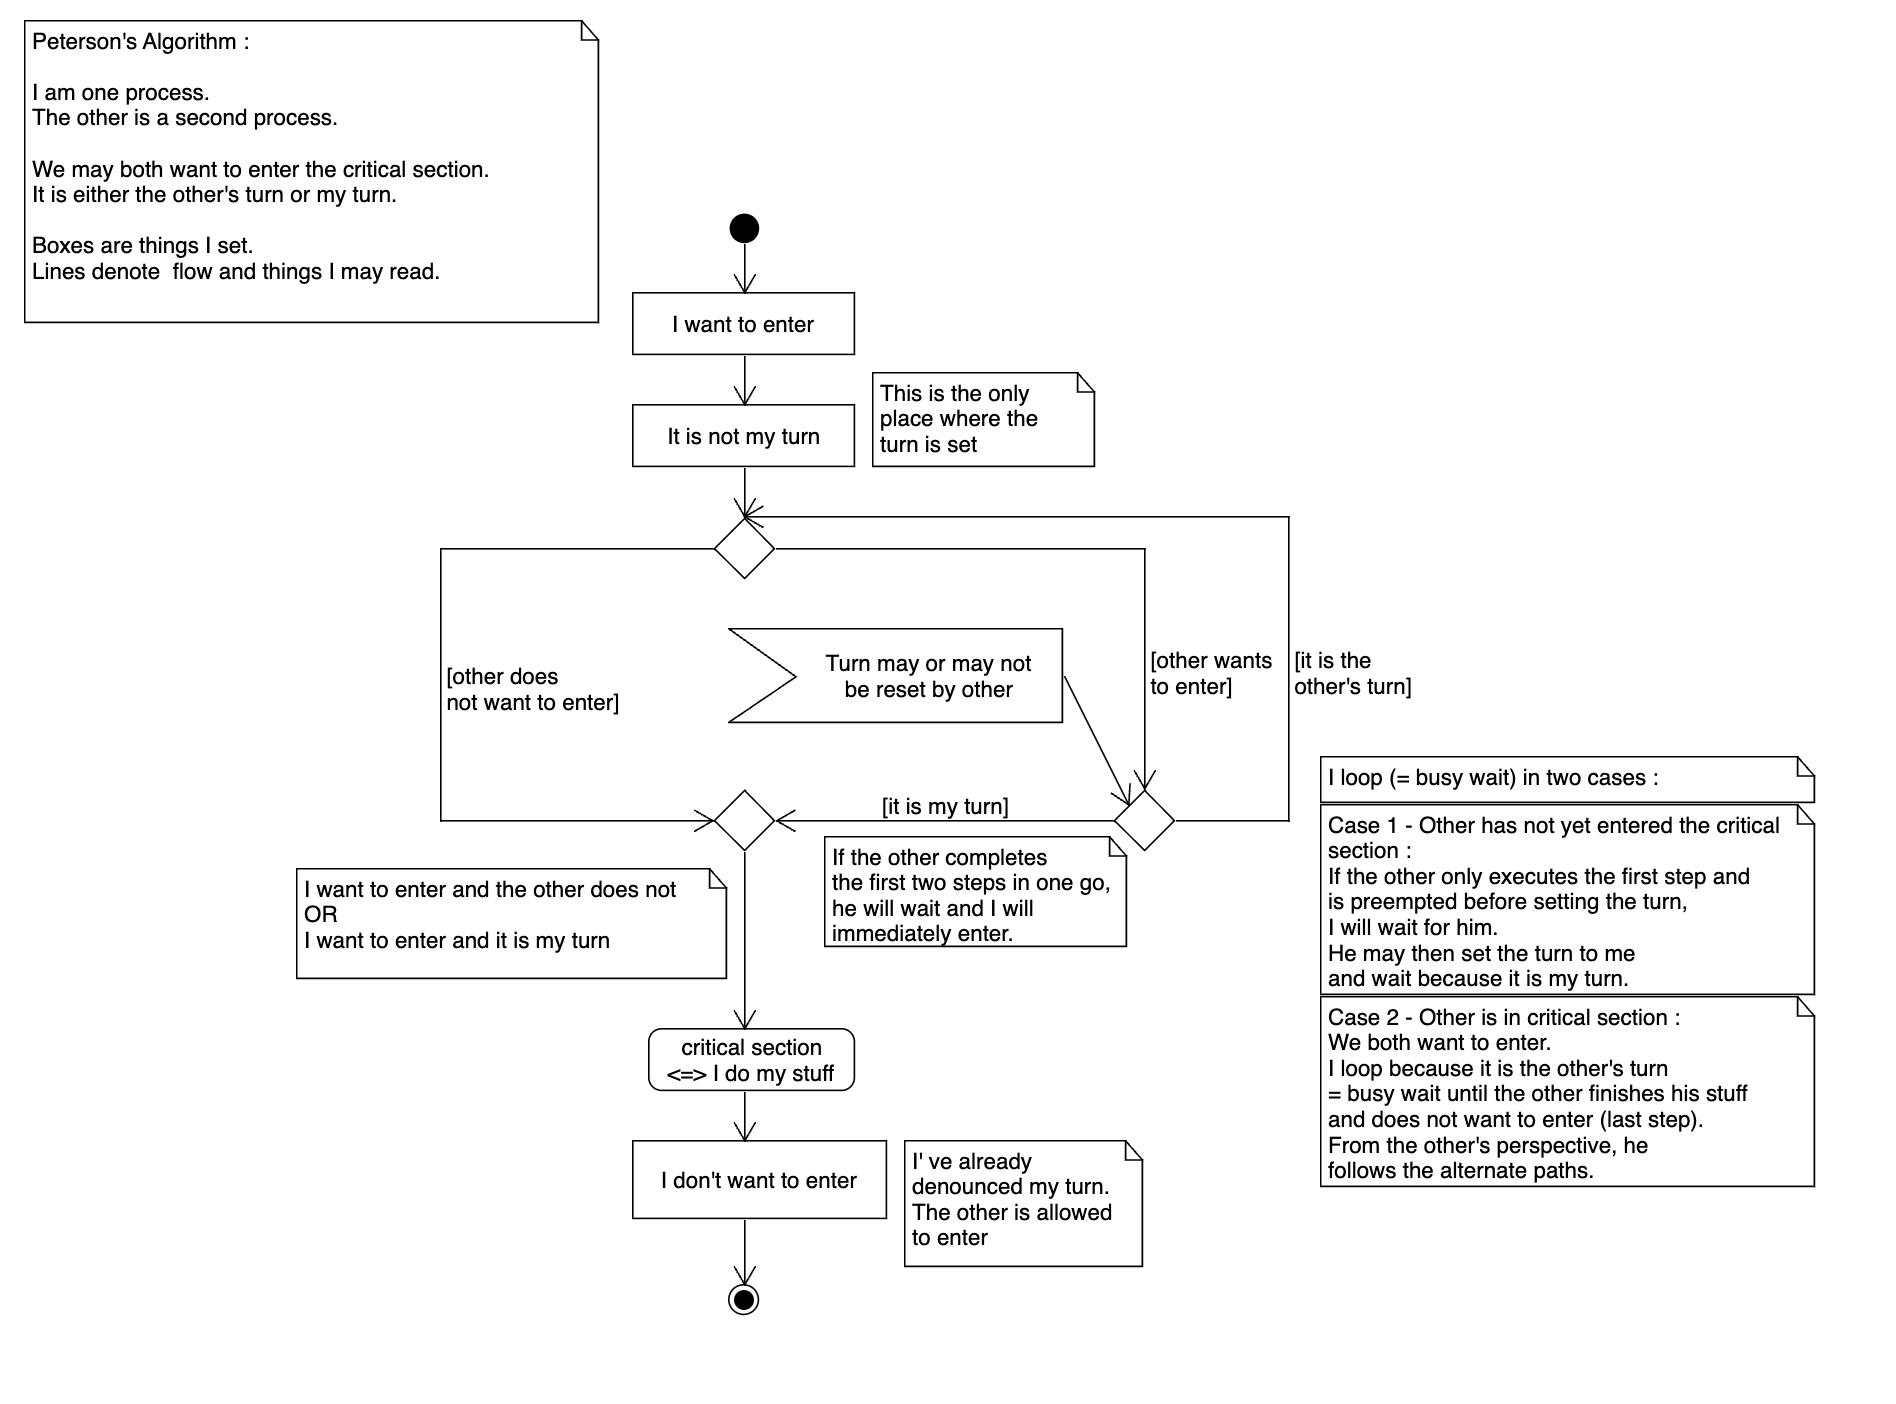 Peterson's Algorithm :
I am one process.
The other is a second process.
We may both want to enter the critical section.
It is either the other's turn or my turn.
Boxes are things I set.
Lines denote  flow and things I may read.
I want to enter
It is not my turn
This is the only
place where the
turn is set
[other does
not want to enter]
Turn may or may not
be reset by other
[other wants
to enter]
[it is the
other's turn]
[it is my turn]
If the other completes
the first two steps in one go,
he will wait and I will
immediately enter.
I want to enter and the other does not
OR
I want to enter and it is my turn
I loop (= busy wait) in two cases :
Case 1 - Other has not yet entered the critical
section :
If the other only executes the first step and
is preempted before setting the turn,
I will wait for him.
He may then set the turn to me
and wait because it is my turn.
Case 2 - Other is in critical section :
We both want to enter.
I loop because it is the other's turn
= busy wait until the other finishes his stuff
and does not want to enter (last step).
From the other's perspective, he
follows the alternate paths.
critical section
<=> I do my stuff
I don't want to enter
I' ve already
denounced my turn.
The other is allowed
to enter